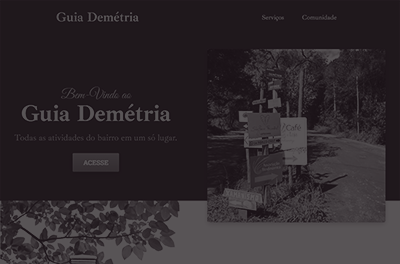 Guia Demétria
Serviços
Comunidade
Bem-Vindo ao
Guia Demétria
Todas as atividades do bairro em um só lugar.
ACESSE
CAFÉ